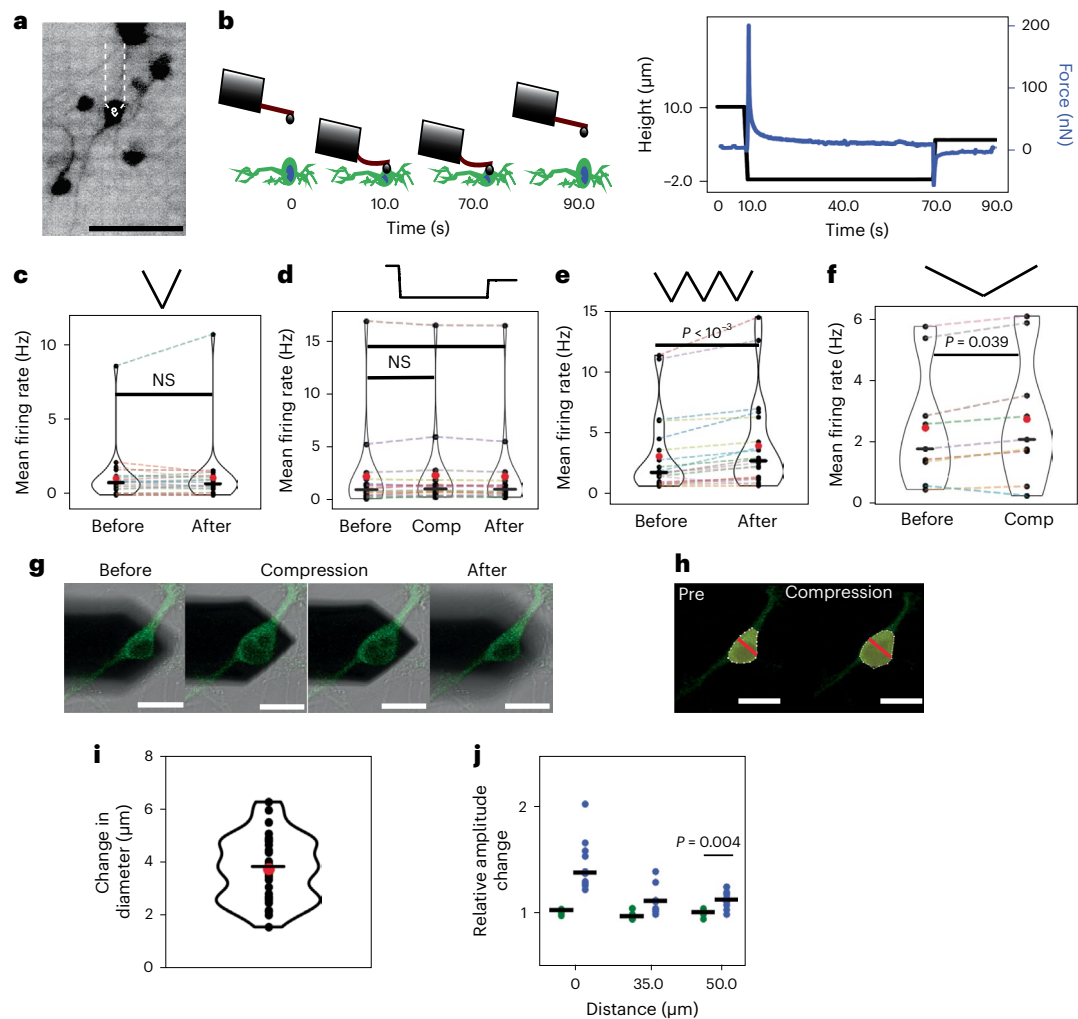 a
e
b
0
10.0
70.0
90.0
Time (s)
Height (μm)
10.0
–2.0
200
100
0
Force (nN)
0
10.0
40.0
70.0
90.0
Time (s)
c
Mean firing rate (Hz)
10
5
0
NS
Before
After
d
Mean firing rate (Hz)
15
10
5
0
NS
Before
Comp
After
e
Mean firing rate (Hz)
15
10
5
0
P < 10⁻³
Before
After
f
Mean firing rate (Hz)
6
4
2
0
P = 0.039
Before
Comp
g
Before
Compression
After
h
Pre
Compression
i
Change in
diameter (μm)
8
6
4
2
0
j
Relative amplitude
change
2
1
P = 0.004
0
35.0
50.0
Distance (μm)